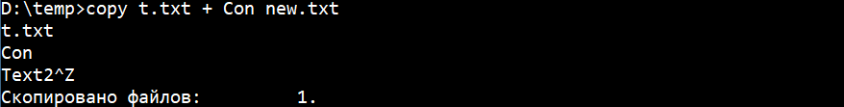 D:\temp>copy t.txt + Con new.txt
t.txt
Con
Text2^Z
Скопировано файлов:         1.